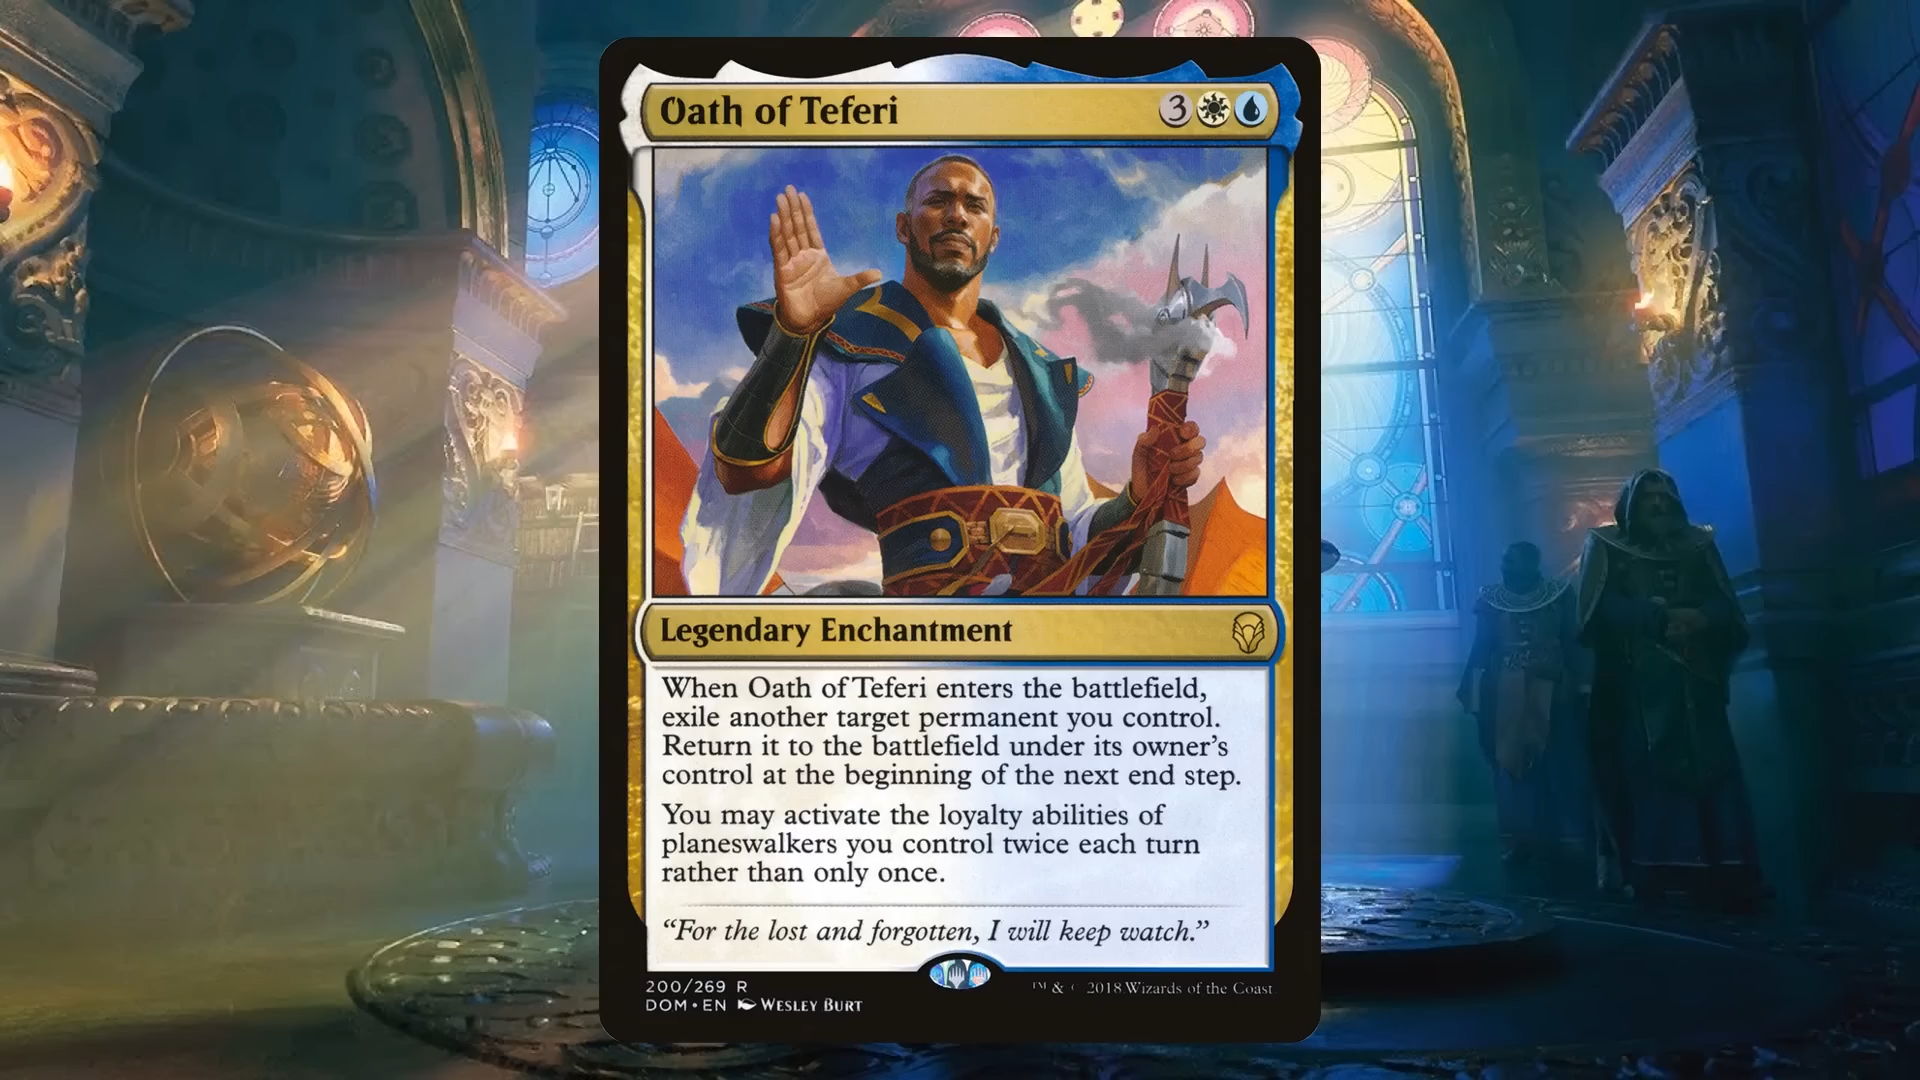 Oath of Teferi
3
Legendary Enchantment
When Oath of Teferi enters the battlefield,
exile another target permanent you control.
Return it to the battlefield under its owner's
control at the beginning of the next end step.
You may activate the loyalty abilities of
planeswalkers you control twice each turn
rather than only once.
“For the lost and forgotten, I will keep watch.”
200/269 R
DOM • EN Wesley Burt
™ & © 2018 Wizards of the Coast